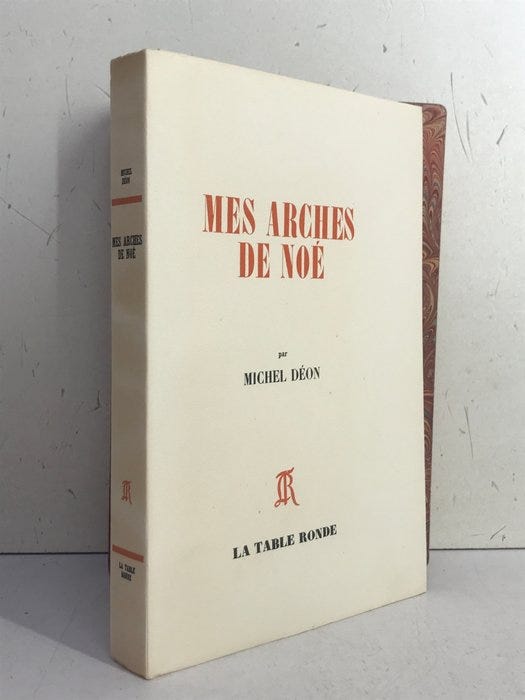 MICHEL
DÉON
MES ARCHES
DE NOÉ
LA TABLE
RONDE
MES ARCHES
DE NOÉ
par
MICHEL DÉON
LA TABLE RONDE